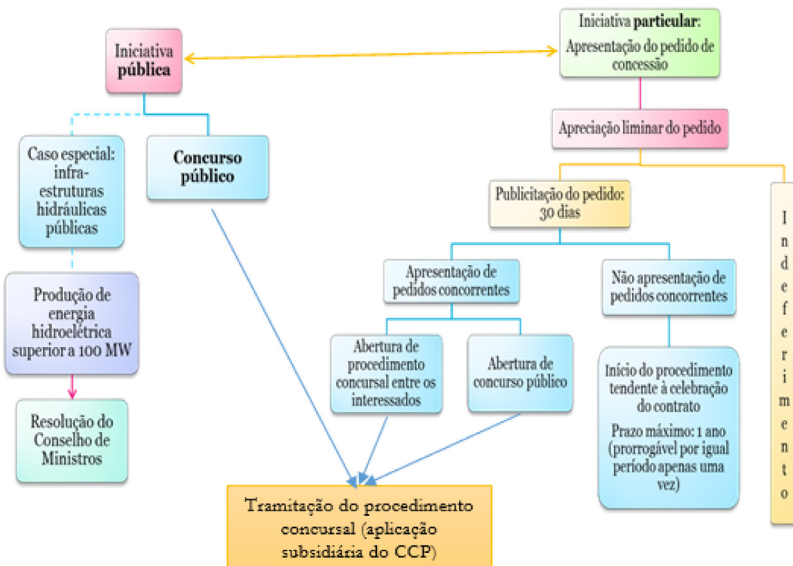 Iniciativa
pública
Iniciativa particular:
Apresentação do pedido de
concessão
Apreciação liminar do pedido
Caso especial:
infra-
estruturas
hidráulicas
públicas
Concurso
público
Publicitação do pedido:
30 dias
Indeferimento
Apresentação de
pedidos concorrentes
Não apresentação de
pedidos concorrentes
Produção de
energia
hidroelétrica
superior a 100 MW
Abertura de
procedimento
concursal entre os
interessados
Abertura de
concurso público
Início do procedimento
tendente à celebração
do contrato
Prazo máximo: 1 ano
(prorrogável por igual
período apenas uma
vez)
Resolução do
Conselho de
Ministros
Tramitação do procedimento
concursal (aplicação
subsidiária do CCP)